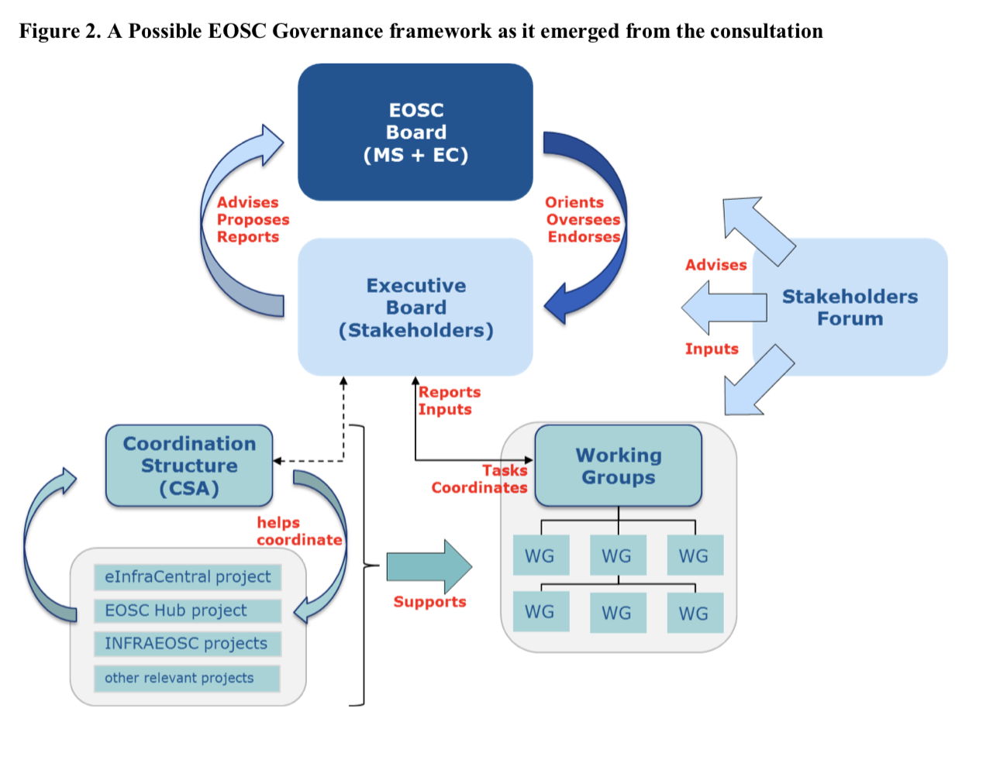 Figure 2. A Possible EOSC Governance framework as it emerged from the consultation
EOSC
Board
(MS + EC)
Advises
Proposes
Reports
Orients
Oversees
Endorses
Executive
Board
(Stakeholders)
Advises
Inputs
Stakeholders
Forum
Reports
Inputs
Tasks
Coordinates
Coordination
Structure
(CSA)
helps
coordinate
eInfraCentral project
EOSC Hub project
INFRAEOSC projects
other relevant projects
Supports
Working
Groups
WG
WG
WG
WG
WG
WG